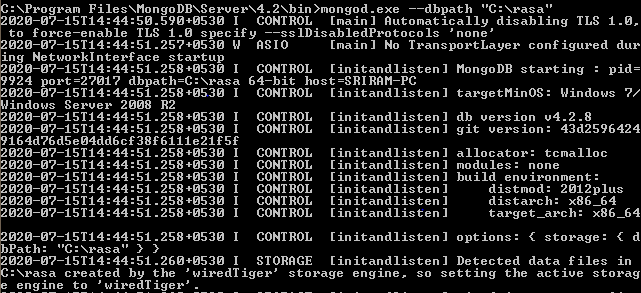 C:\Program Files\MongoDB\Server\4.2\bin>mongod.exe --dbpath "C:\rasa"
2020-07-15T14:44:50.590+0530 I  CONTROL  [main] Automatically disabling TLS 1.0,
 to force-enable TLS 1.0 specify --sslDisabledProtocols 'none'
2020-07-15T14:44:51.257+0530 W  ASIO     [main] No TransportLayer configured dur
ing NetworkInterface startup
2020-07-15T14:44:51.258+0530 I  CONTROL  [initandlisten] MongoDB starting : pid=
9924 port=27017 dbpath=C:\rasa 64-bit host=SRIRAM-PC
2020-07-15T14:44:51.258+0530 I  CONTROL  [initandlisten] targetMinOS: Windows 7/
Windows Server 2008 R2
2020-07-15T14:44:51.258+0530 I  CONTROL  [initandlisten] db version v4.2.8
2020-07-15T14:44:51.258+0530 I  CONTROL  [initandlisten] git version: 43d2596424
9164d76d5e04dd6cf38f6111e21f5f
2020-07-15T14:44:51.258+0530 I  CONTROL  [initandlisten] allocator: tcmalloc
2020-07-15T14:44:51.258+0530 I  CONTROL  [initandlisten] modules: none
2020-07-15T14:44:51.258+0530 I  CONTROL  [initandlisten] build environment:
2020-07-15T14:44:51.258+0530 I  CONTROL  [initandlisten]     distmod: 2012plus
2020-07-15T14:44:51.258+0530 I  CONTROL  [initandlisten]     distarch: x86_64
2020-07-15T14:44:51.258+0530 I  CONTROL  [initandlisten]     target_arch: x86_64
2020-07-15T14:44:51.258+0530 I  CONTROL  [initandlisten] options: { storage: { d
bPath: "C:\rasa" } }
2020-07-15T14:44:51.260+0530 I  STORAGE  [initandlisten] Detected data files in
C:\rasa created by the 'wiredTiger' storage engine, so setting the active storag
e engine to 'wiredTiger'.